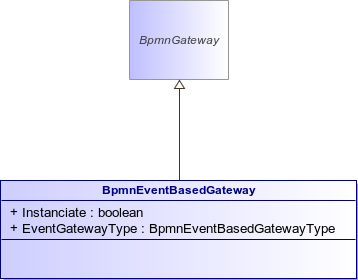 BpmnGateway
BpmnEventBasedGateway
+ Instanciate : boolean
+ EventGatewayType : BpmnEventBasedGatewayType